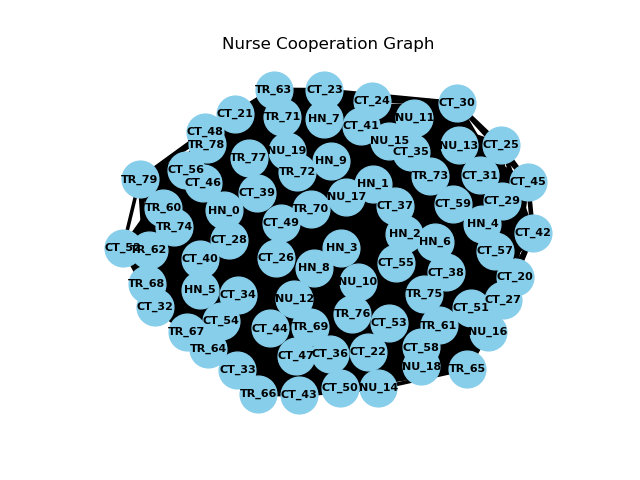 Nurse Cooperation Graph
TR_63
CT_23
CT_24
CT_30
CT_21
TR_71
HN_7
CT_41
NU_11
CT_48
TR_78
NU_15
CT_35
NU_13
CT_25
TR_77
NU_19
HN_9
CT_56
TR_72
TR_79
CT_46
HN_1
TR_73
CT_31
CT_45
CT_39
NU_17
TR_60
HN_0
TR_70
CT_37
CT_59
CT_29
TR_74
CT_49
HN_4
CT_42
CT_28
HN_2
HN_6
CT_52
TR_62
HN_3
CT_57
CT_40
CT_26
HN_8
CT_55
CT_38
TR_68
NU_10
CT_20
HN_5
CT_34
NU_12
TR_75
CT_27
CT_32
CT_51
CT_54
TR_76
CT_53
TR_61
TR_67
CT_44
TR_69
NU_16
TR_64
CT_47
CT_36
CT_22
CT_58
CT_33
NU_18
TR_65
TR_66
CT_43
CT_50
NU_14